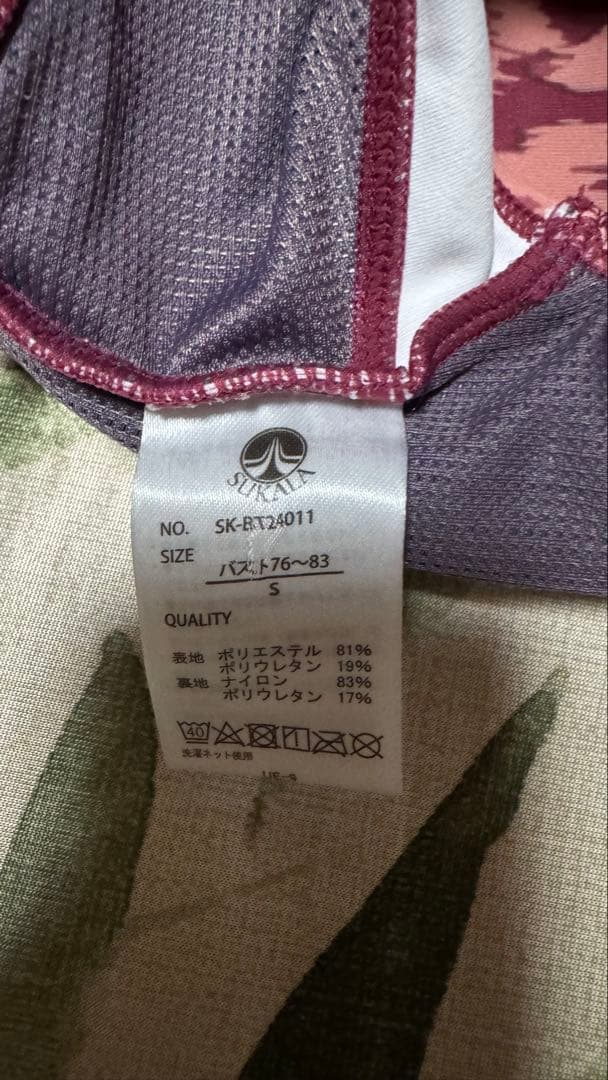 SUKALA
NO. SK-BT24011
SIZE バスト76〜83
S
QUALITY
表地 ポリエステル 81%
ポリウレタン 19%
裏地 ナイロン 83%
ポリウレタン 17%
40
洗濯ネット使用